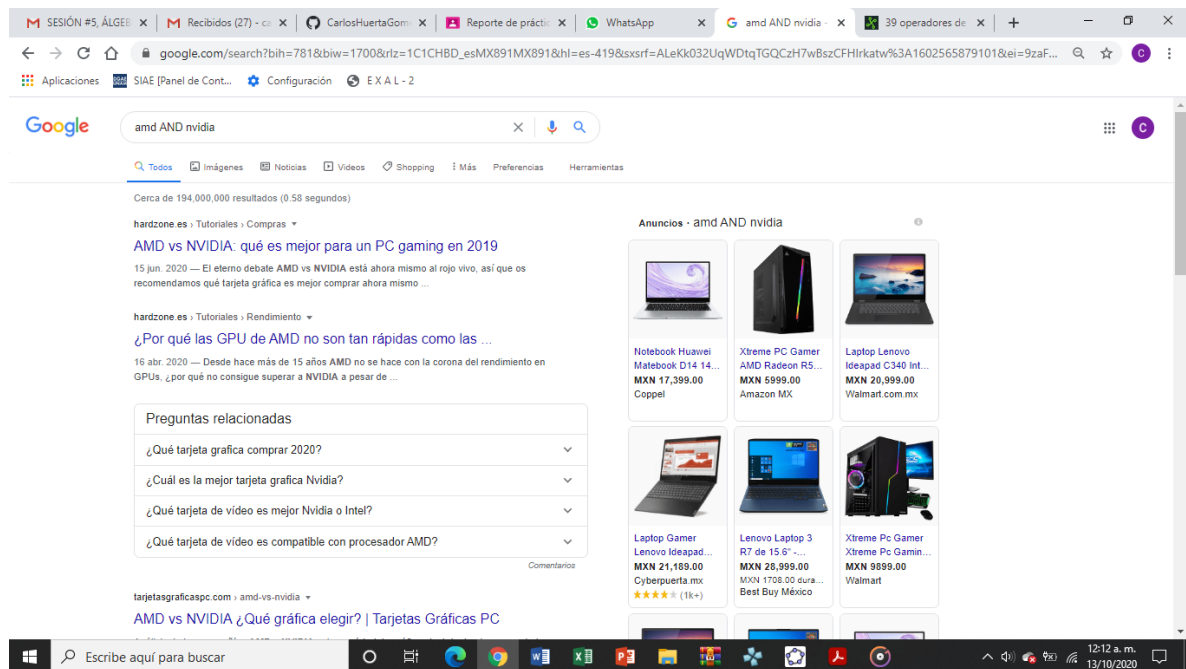 SESIÓN #5, ÁLGEE
Recibidos (27) - ca
CarlosHuertaGom
Reporte de práctic
WhatsApp
amd AND nvidia -
39 operadores de
google.com/search?bih=781&biw=1700&rlz=1C1CHBD_esMX891MX891&hl=es-419&sxsrf=ALeKk032UqWDtqTGQCzH7wBszCFHIrkatw%3A1602565879101&ei=9zaF...
C
Aplicaciones
SIAE [Panel de Cont...
Configuración
E X A L - 2
Google
amd AND nvidia
C
Todos
Imágenes
Noticias
Videos
Shopping
Más
Preferencias
Herramientas
Cerca de 194,000,000 resultados (0.58 segundos)
hardzone.es › Tutoriales › Compras
AMD vs NVIDIA: qué es mejor para un PC gaming en 2019
15 jun. 2020 — El eterno debate AMD vs NVIDIA está ahora mismo al rojo vivo, así que os
recomendamos qué tarjeta gráfica es mejor comprar ahora mismo ...
hardzone.es › Tutoriales › Rendimiento
¿Por qué las GPU de AMD no son tan rápidas como las ...
16 abr. 2020 — Desde hace más de 15 años AMD no se hace con la corona del rendimiento en
GPUs, ¿por qué no consigue superar a NVIDIA a pesar de ...
Preguntas relacionadas
¿Qué tarjeta grafica comprar 2020?
¿Cuál es la mejor tarjeta grafica Nvidia?
¿Qué tarjeta de vídeo es mejor Nvidia o Intel?
¿Qué tarjeta de vídeo es compatible con procesador AMD?
Comentarios
tarjetasgraficaspc.com › amd-vs-nvidia
AMD vs NVIDIA ¿Qué gráfica elegir? | Tarjetas Gráficas PC
Anuncios · amd AND nvidia
Notebook Huawei
Matebook D14 14...
MXN 17,399.00
Coppel
Xtreme PC Gamer
AMD Radeon R5...
MXN 5999.00
Amazon MX
Laptop Lenovo
Ideapad C340 Int...
MXN 20,999.00
Walmart.com.mx
Laptop Gamer
Lenovo Ideapad...
MXN 21,189.00
Cyberpuerta.mx
(1k+)
Lenovo Laptop 3
R7 de 15.6" -...
MXN 28,999.00
MXN 1708.00 dura...
Best Buy México
Xtreme Pc Gamer
Xtreme Pc Gamin...
MXN 9899.00
Walmart
Escribe aquí para buscar
12:12 a. m.
13/10/2020